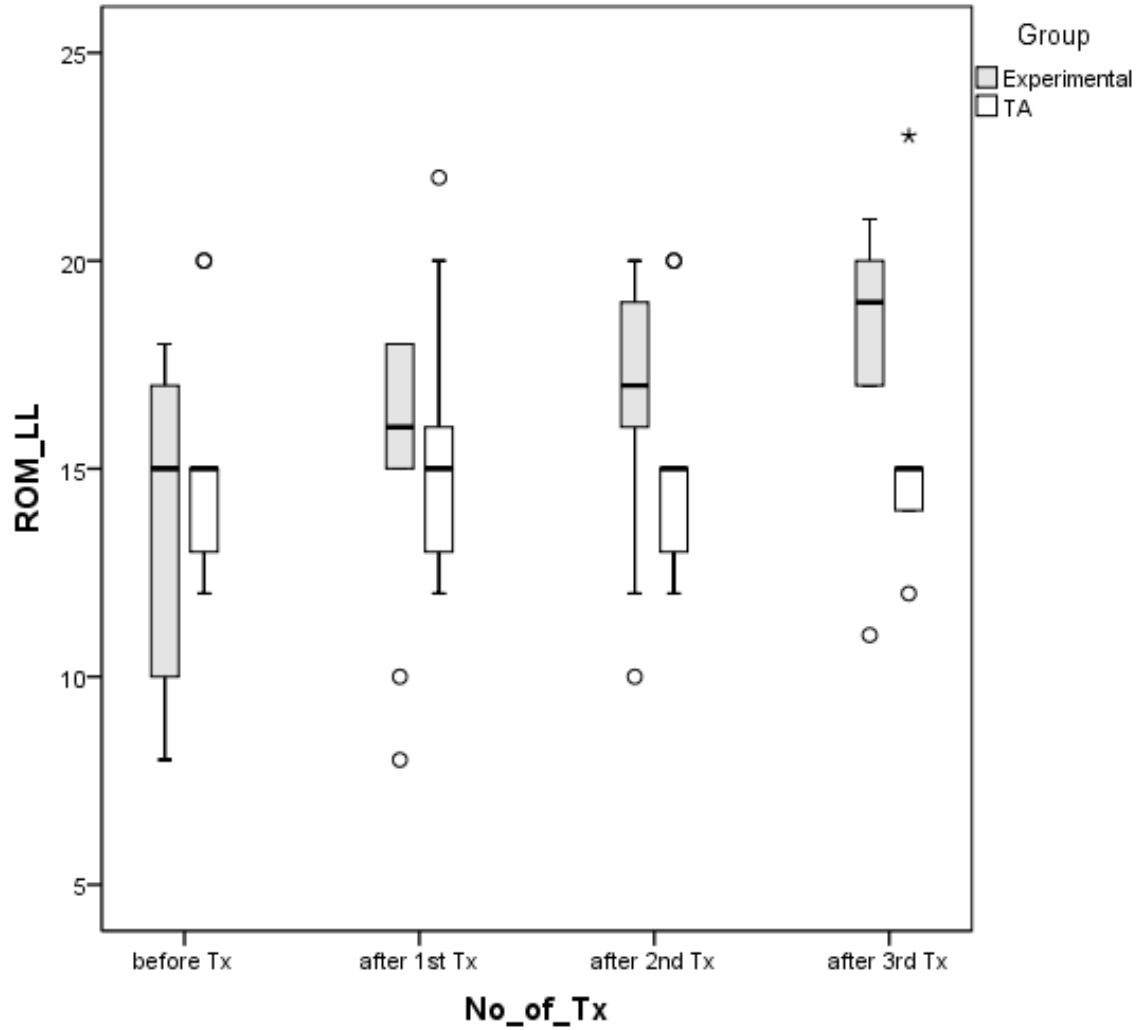 Group
Experimental
TA
25
20
15
10
5
ROM_LL
before Tx
after 1st Tx
after 2nd Tx
after 3rd Tx
No_of_Tx